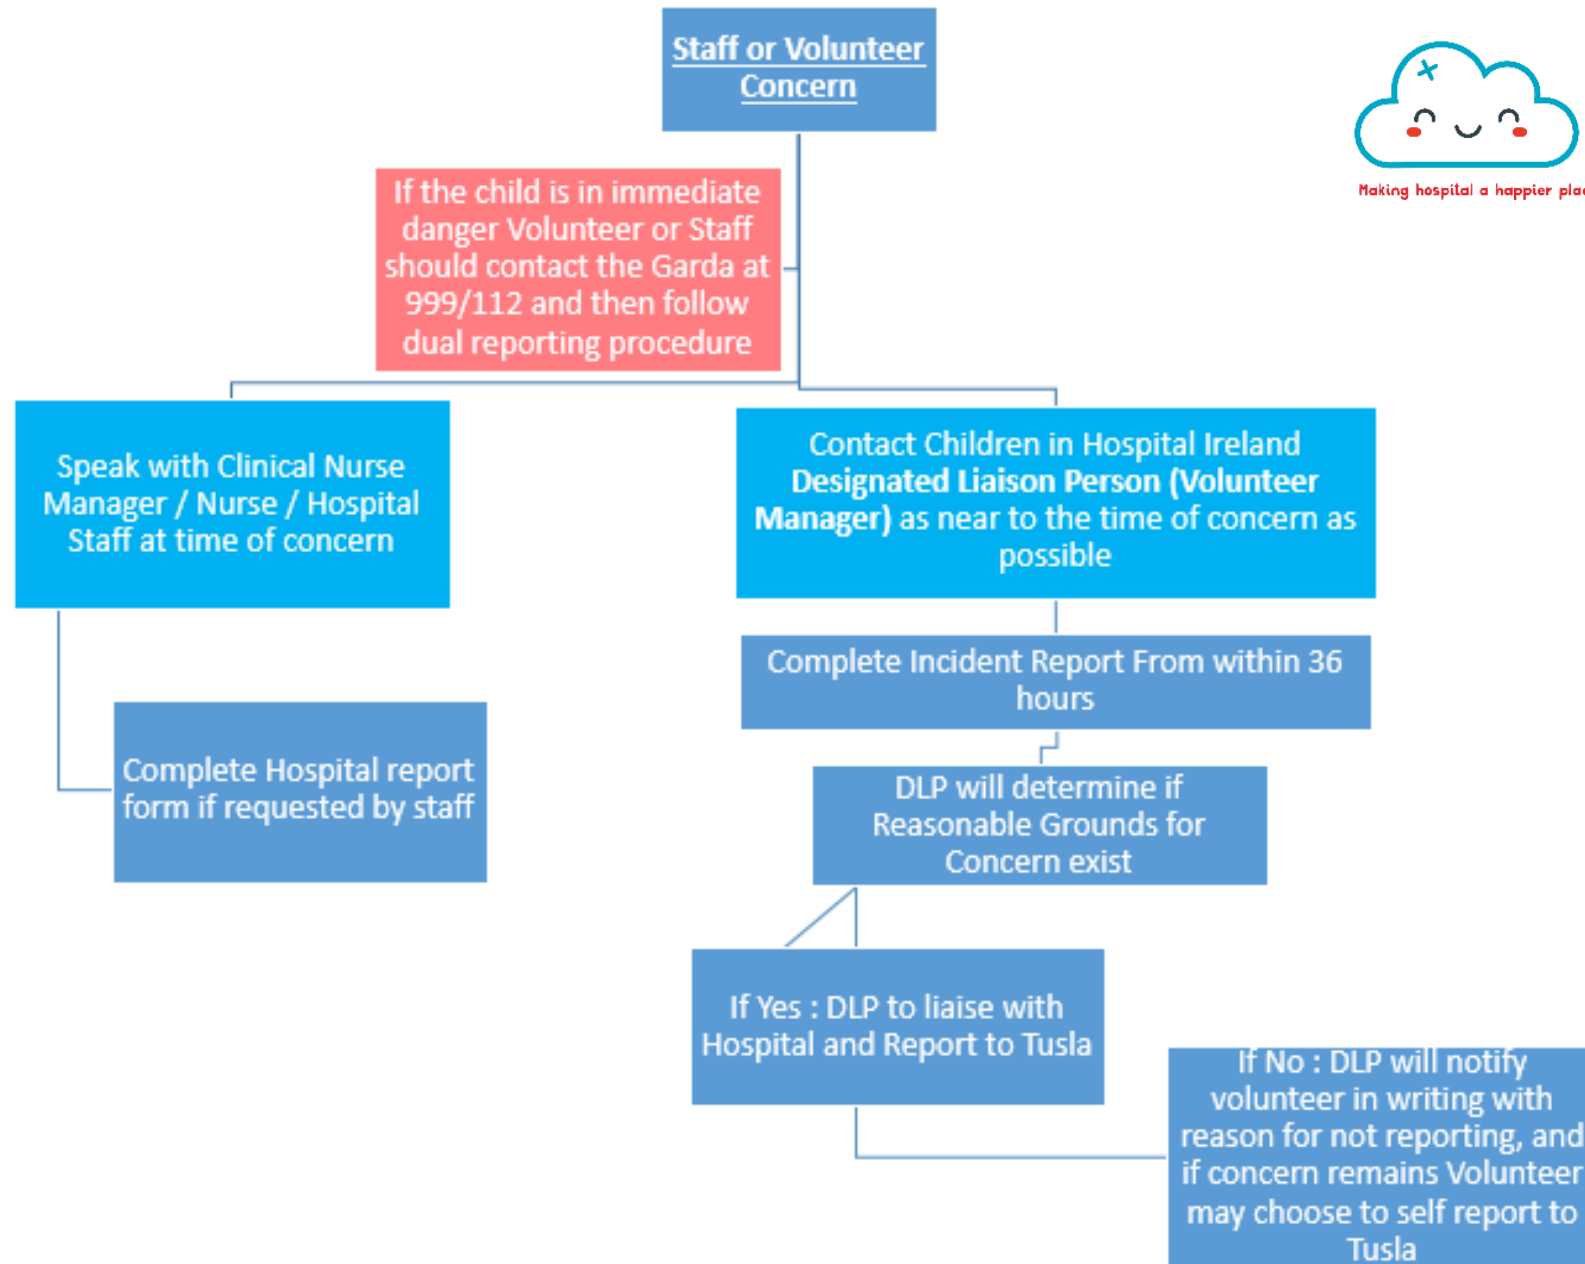 Staff or Volunteer
Concern
Making hospital a happier
If the child is in immediate
danger Volunteer or Staff
should contact the Garda at
999/112 and then follow
dual reporting procedure
Speak with Clinical Nurse
Manager / Nurse / Hospital
Staff at time of concern
Complete Hospital report
form if requested by staff
Contact Children in Hospital Ireland
Designated Liaison Person (Volunteer
Manager) as near to the time of concern as
possible
Complete Incident Report From within 36
hours
DLP will determine if
Reasonable Grounds for
Concern exist
If Yes : DLP to liaise with
Hospital and Report to Tusla
If No : DLP will notify
volunteer in writing with
reason for not reporting, and
if concern remains Volunteer
may choose to self report to
Tusla